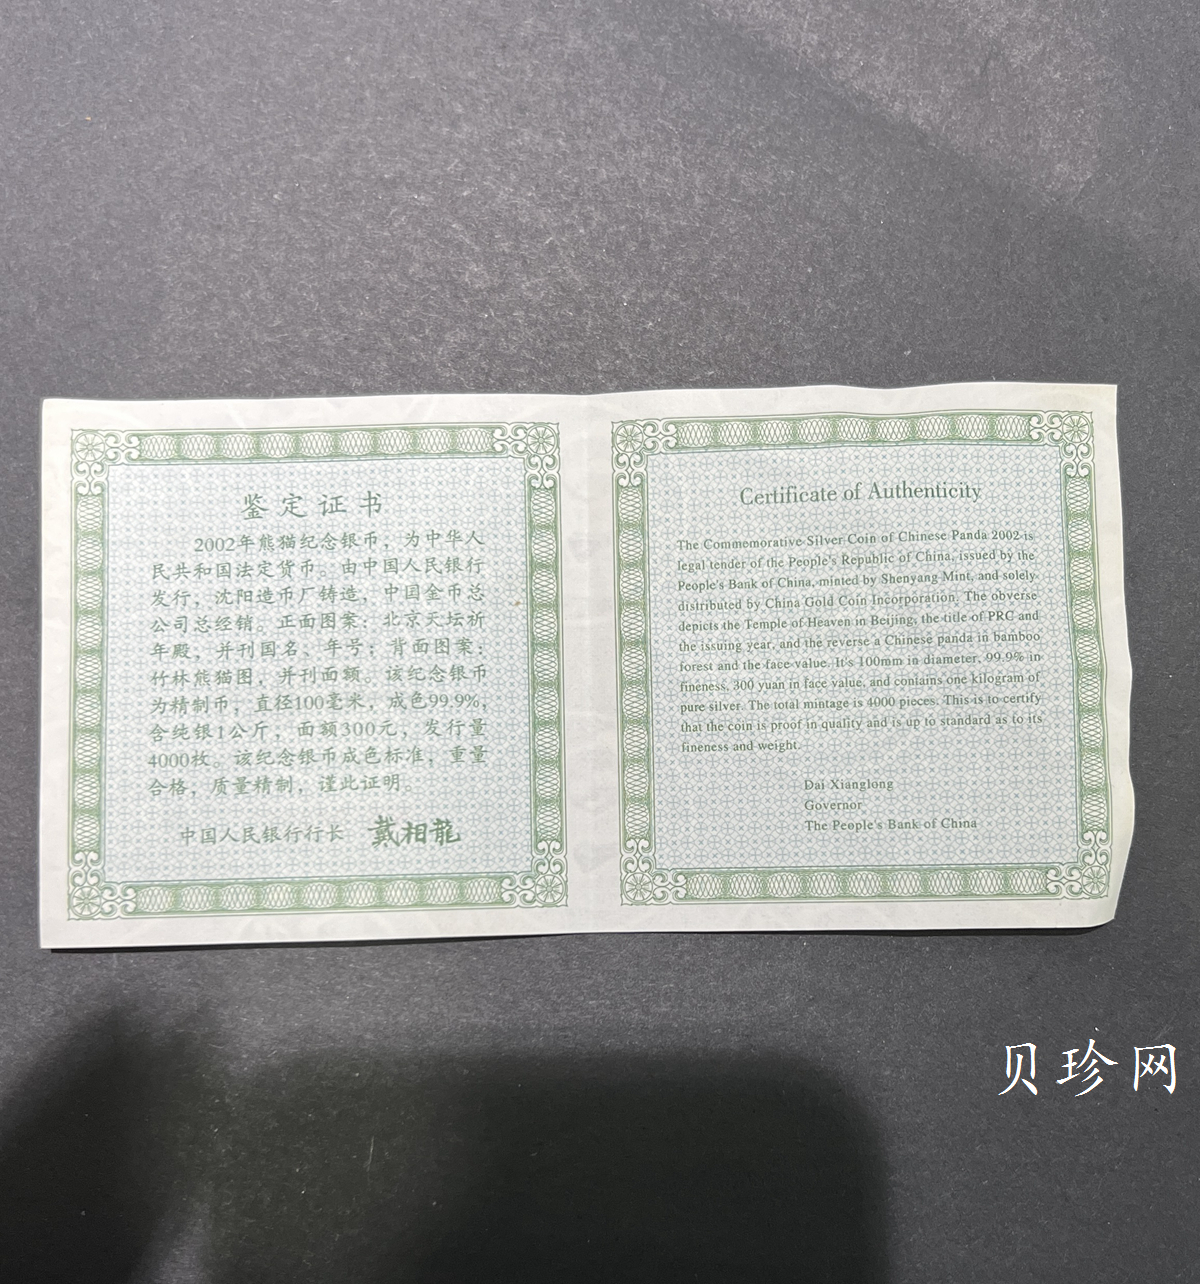 鉴定证书
2002年熊猫纪念银币，为中华人
民共和国法定货币。由中国人民银行
发行，沈阳造币厂铸造，中国金币总
公司总经销。正面图案：北京天坛祈
年殿，并刊国名、年号；背面图案：
竹林熊猫图，并刊面额。该纪念银币
为精制币，直径100毫米，成色99.9%，
含纯银1公斤，面额300元，发行量
4000枚。该纪念银币成色标准，重量
合格，质量精制，谨此证明。
中国人民银行行长 戴相龍
Certificate of Authenticity
The Commemorative Silver Coin of Chinese Panda 2002 is
legal tender of the People's Republic of China, issued by the
People's Bank of China, minted by Shenyang Mint, and solely
distributed by China Gold Coin Incorporation. The obverse
depicts the Temple of Heaven in Beijing, the title of PRC and
the issuing year, and the reverse a Chinese panda in bamboo
forest and the face value. It's 100mm in diameter, 99.9% in
fineness, 300 yuan in face value, and contains one kilogram of
pure silver. The total mintage is 4000 pieces. This is to certify
that the coin is proof in quality and is up to standard as to its
fineness and weight.
Dai Xianglong
Governor
The People's Bank of China
贝珍网